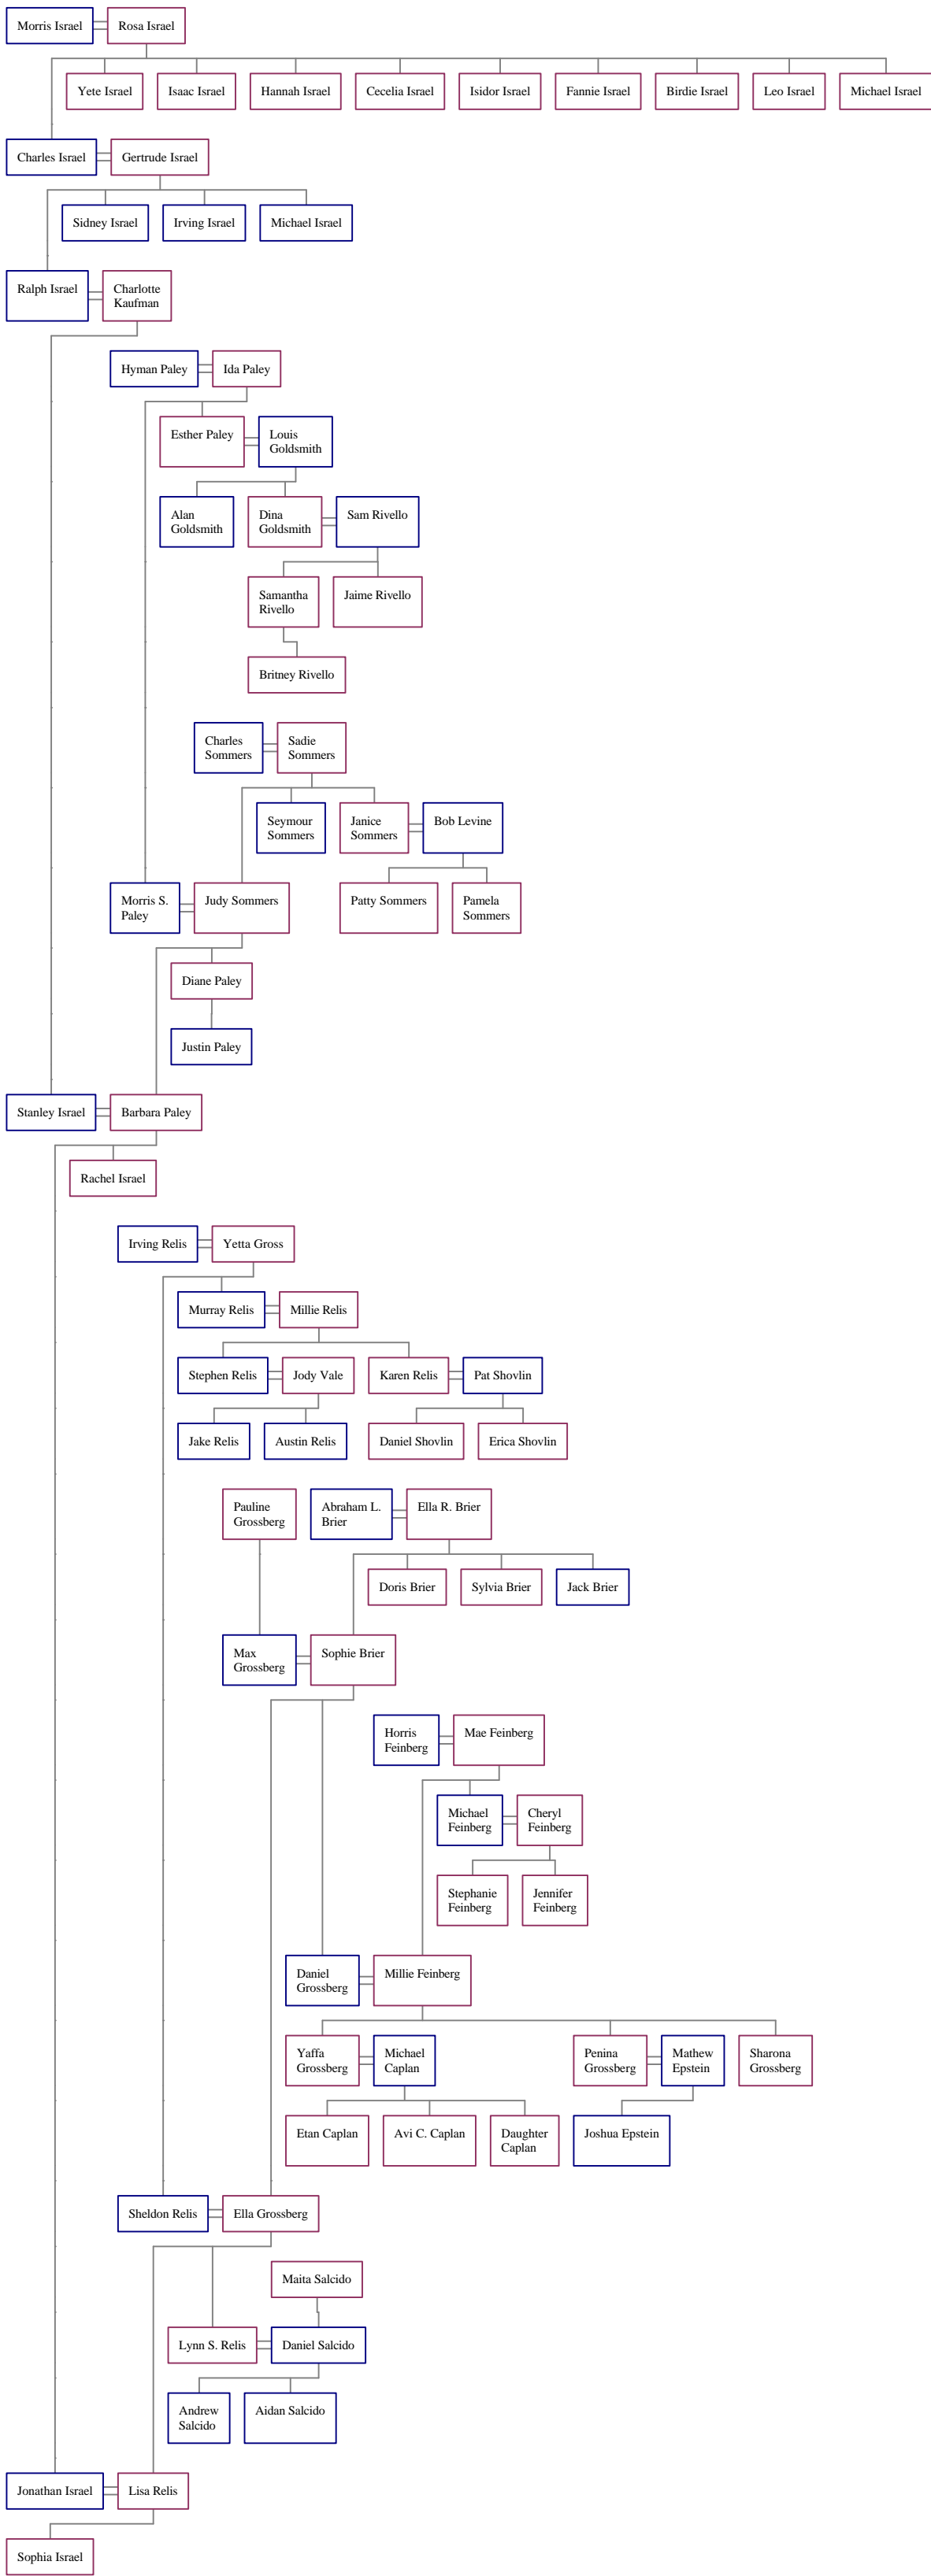 Morris Israel
Rosa Israel
Yete Israel
Isaac Israel
Hannah Israel
Cecelia Israel
Isidor Israel
Fannie Israel
Birdie Israel
Leo Israel
Michael Israel
Charles Israel
Gertrude Israel
Sidney Israel
Irving Israel
Michael Israel
Ralph Israel
Charlotte
Kaufman
Hyman Paley
Ida Paley
Esther Paley
Louis
Goldsmith
Alan
Goldsmith
Dina
Goldsmith
Sam Rivello
Samantha
Rivello
Jaime Rivello
Britney Rivello
Charles
Sommers
Sadie
Sommers
Seymour
Sommers
Janice
Sommers
Bob Levine
Morris S.
Paley
Judy Sommers
Patty Sommers
Pamela
Sommers
Diane Paley
Justin Paley
Stanley Israel
Barbara Paley
Rachel Israel
Irving Relis
Yetta Gross
Murray Relis
Millie Relis
Stephen Relis
Jody Vale
Karen Relis
Pat Shovlin
Jake Relis
Austin Relis
Daniel Shovlin
Erica Shovlin
Pauline
Grossberg
Abraham L.
Brier
Ella R. Brier
Doris Brier
Sylvia Brier
Jack Brier
Max
Grossberg
Sophie Brier
Horris
Feinberg
Mae Feinberg
Michael
Feinberg
Cheryl
Feinberg
Stephanie
Feinberg
Jennifer
Feinberg
Daniel
Grossberg
Millie Feinberg
Yaffa
Grossberg
Michael
Caplan
Penina
Grossberg
Mathew
Epstein
Sharona
Grossberg
Etan Caplan
Avi C. Caplan
Daughter
Caplan
Joshua Epstein
Sheldon Relis
Ella Grossberg
Maita Salcido
Lynn S. Relis
Daniel Salcido
Andrew
Salcido
Aidan Salcido
Jonathan Israel
Lisa Relis
Sophia Israel